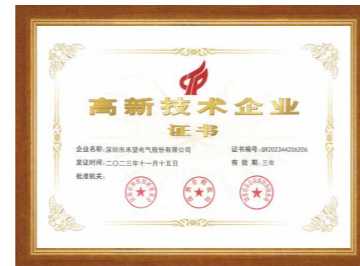 高新技术企业
证书
企业名称:深圳市禾望电气股份有限公司
证书编号:GR202344206206
发证时间:二〇二三年十一月十五日
有 效 期:三年
批准机关: